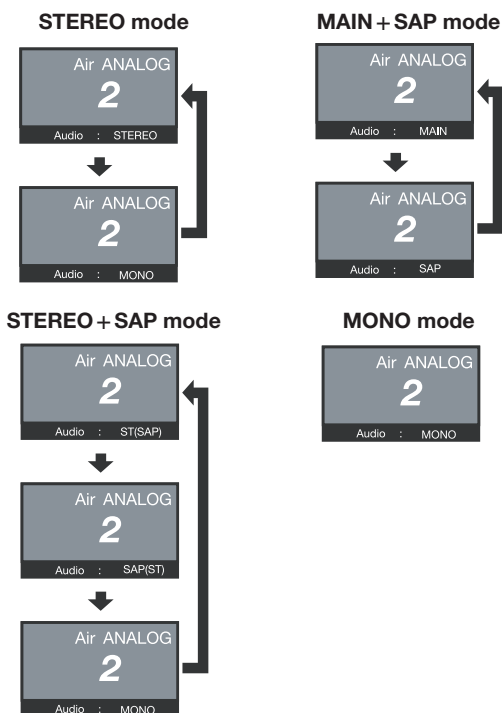 STEREO mode
Air ANALOG
2
Audio : STEREO
Air ANALOG
2
Audio : MONO
MAIN + SAP mode
Air ANALOG
2
Audio : MAIN
Air ANALOG
2
Audio : SAP
STEREO + SAP mode
Air ANALOG
2
Audio : ST(SAP)
Air ANALOG
2
Audio : SAP(ST)
Air ANALOG
2
Audio : MONO
MONO mode
Air ANALOG
2
Audio : MONO